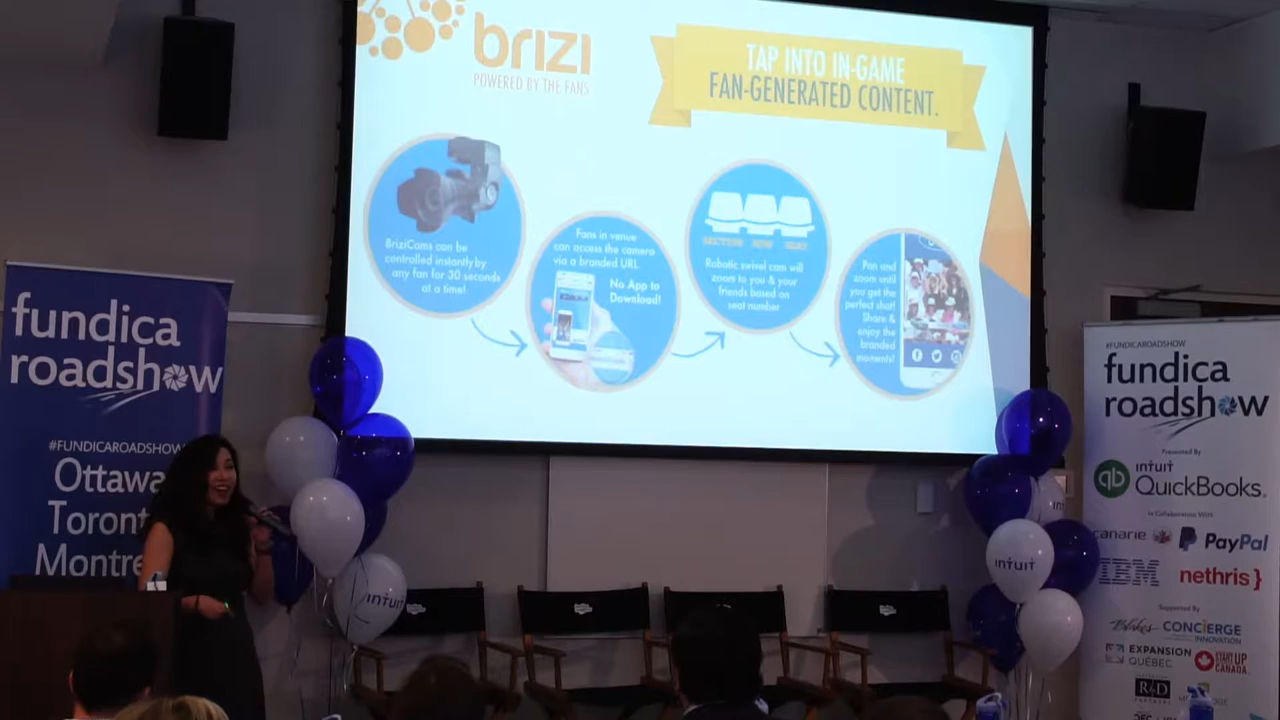 brizi
POWERED BY THE FANS
TAP INTO IN-GAME
FAN-GENERATED CONTENT.
BriziCams can be
controlled instantly by
any fan for 30 seconds
at a time!
Fans in venue
can access the camera
via a branded URL
No App to
Download!
SECTION ROW SEAT
Robotic swivel cam will
zoom to you & your
friends based on
seat number
Pan and
zoom until
you get the
perfect shot!
Share &
enjoy the
branded
moments!
fundica
roadshow
#FUNDICAROADSHOW
Ottawa
Toront
Montre
INTUIT
INTUIT
#FUNDICAROADSHOW
fundica
roadshow
Presented By
INTUIT
qb QuickBooks.
In Collaboration With
canarie
PayPal
IBM
nethris}
Supported By
Blakes
CONCIERGE
INNOVATION
EXPANSION
QUÉBEC
STARTUP
CANADA
R&D
PARTNERS